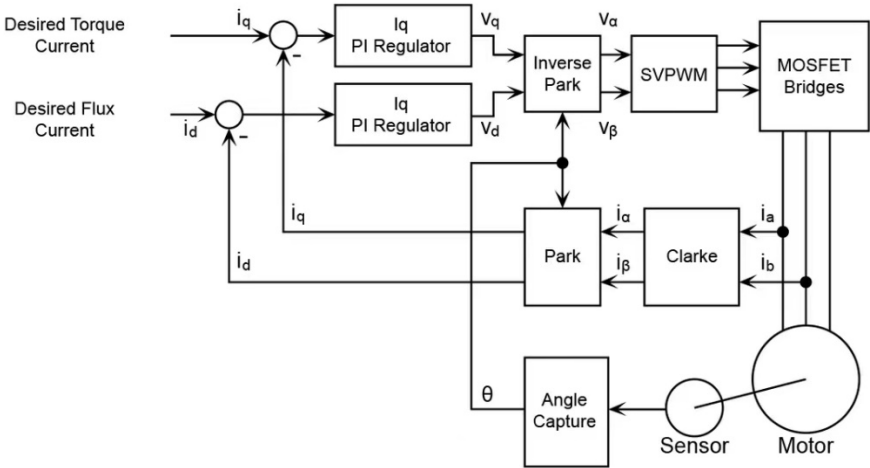 Desired Torque
Current
iq
Iq
PI Regulator
vq
vα
Inverse
Park
SVPWM
MOSFET
Bridges
-
Desired Flux
Current
id
Iq
PI Regulator
vd
vβ
-
iq
id
Park
iα
iβ
Clarke
ia
ib
θ
Angle
Capture
Sensor
Motor